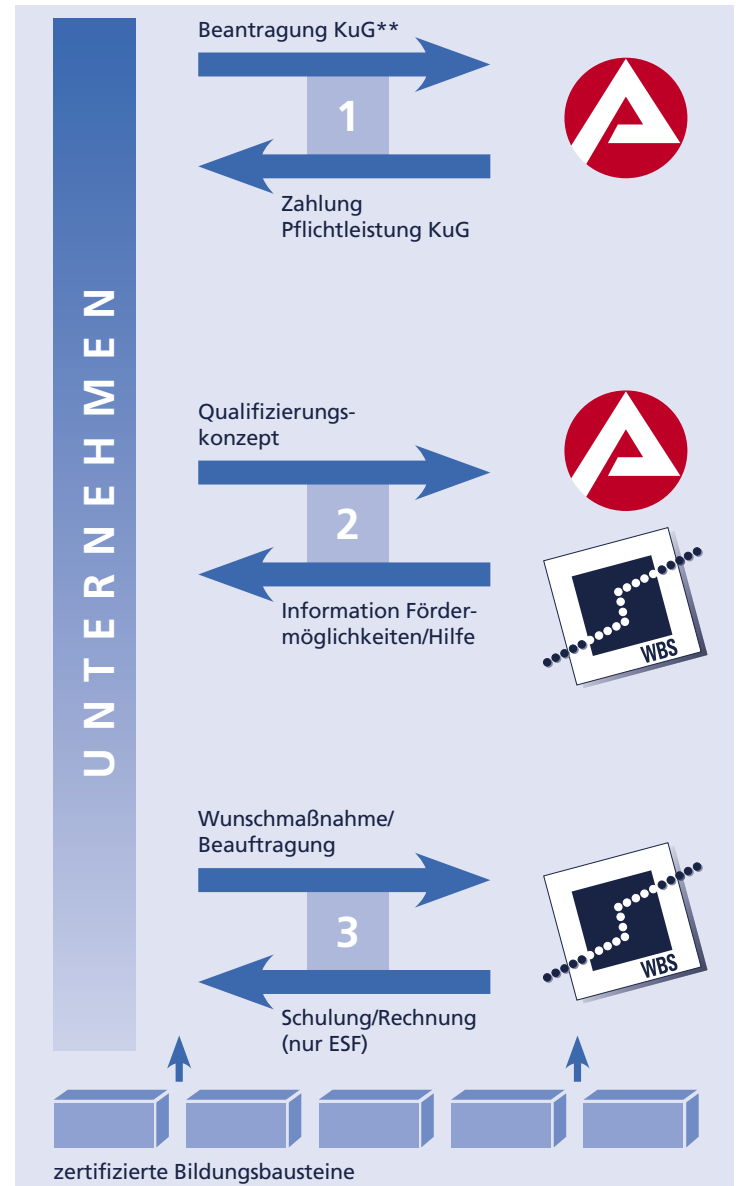 Beantragung KuG**
1
Zahlung
Pflichtleistung KuG
UNTERNEHMEN
Qualifizierungs-
konzept
2
Information Förder-
möglichkeiten/Hilfe
WBS
Wunschmaßnahme/
Beauftragung
3
Schulung/Rechnung
(nur ESF)
WBS
zertifizierte Bildungsbausteine